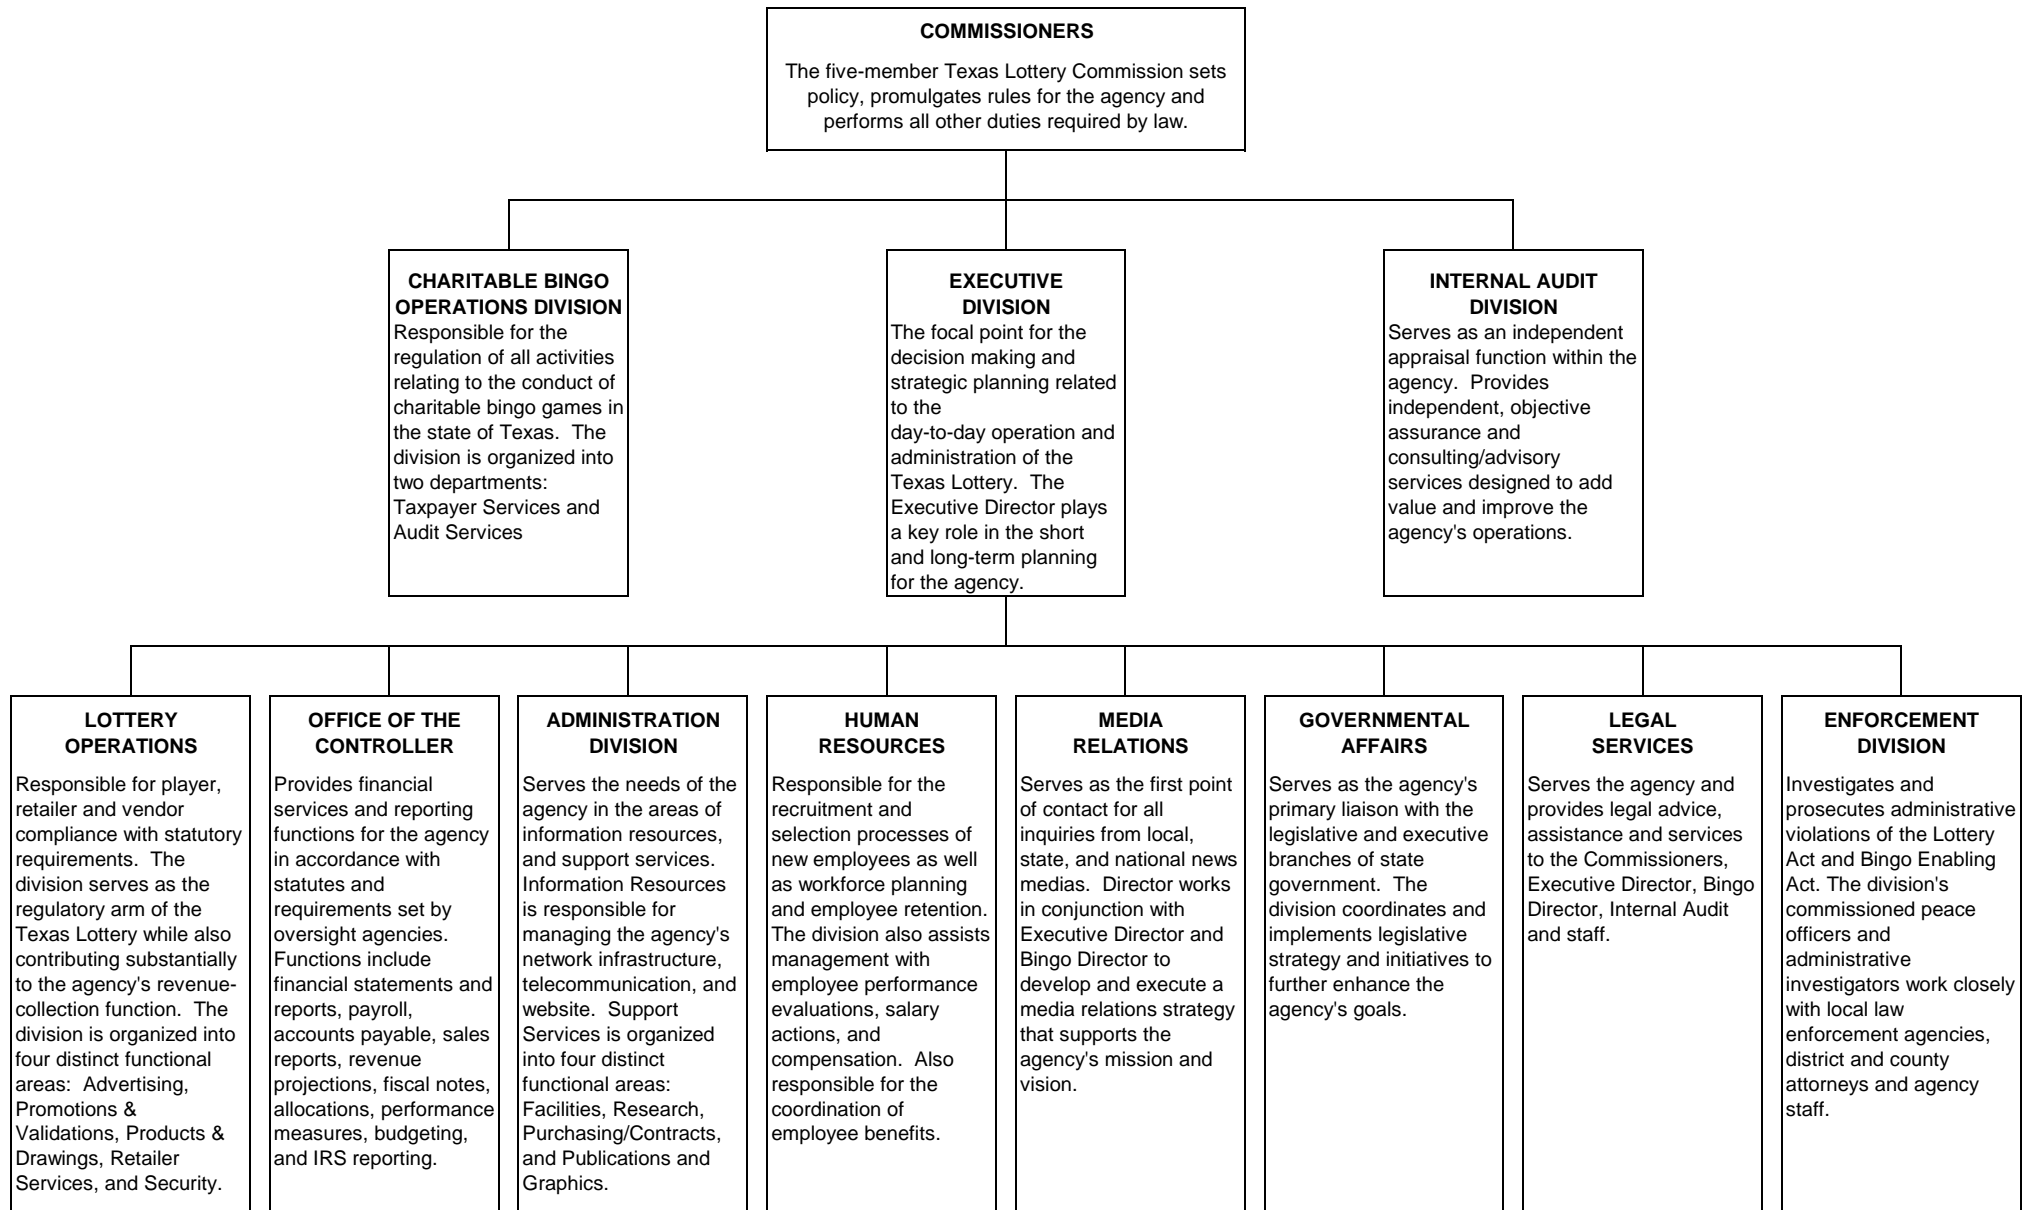 COMMISSIONERS
The five-member Texas Lottery Commission sets
policy, promulgates rules for the agency and
performs all other duties required by law.
CHARITABLE BINGO
OPERATIONS DIVISION
Responsible for the
regulation of all activities
relating to the conduct of
charitable bingo games in
the state of Texas.  The
division is organized into
two departments:
Taxpayer Services and
Audit Services
EXECUTIVE
DIVISION
The focal point for the
decision making and
strategic planning related
to the
day-to-day operation and
administration of the
Texas Lottery.  The
Executive Director plays
a key role in the short
and long-term planning
for the agency.
INTERNAL AUDIT
DIVISION
Serves as an independent
appraisal function within the
agency.  Provides
independent, objective
assurance and
consulting/advisory
services designed to add
value and improve the
agency's operations.
LOTTERY
OPERATIONS
Responsible for player,
retailer and vendor
compliance with statutory
requirements.  The
division serves as the
regulatory arm of the
Texas Lottery while also
contributing substantially
to the agency's revenue-
collection function.  The
division is organized into
four distinct functional
areas:  Advertising,
Promotions &
Validations, Products &
Drawings, Retailer
Services, and Security.
OFFICE OF THE
CONTROLLER
Provides financial
services and reporting
functions for the agency
in accordance with
statutes and
requirements set by
oversight agencies.
Functions include
financial statements and
reports, payroll,
accounts payable, sales
reports, revenue
projections, fiscal notes,
allocations, performance
measures, budgeting,
and IRS reporting.
ADMINISTRATION
DIVISION
Serves the needs of the
agency in the areas of
information resources,
and support services.
Information Resources
is responsible for
managing the agency's
network infrastructure,
telecommunication, and
website.  Support
Services is organized
into four distinct
functional areas:
Facilities, Research,
Purchasing/Contracts,
and Publications and
Graphics.
HUMAN
RESOURCES
Responsible for the
recruitment and
selection processes of
new employees as well
as workforce planning
and employee retention.
The division also assists
management with
employee performance
evaluations, salary
actions, and
compensation.  Also
responsible for the
coordination of
employee benefits.
MEDIA
RELATIONS
Serves as the first point
of contact for all
inquiries from local,
state, and national news
medias.  Director works
in conjunction with
Executive Director and
Bingo Director to
develop and execute a
media relations strategy
that supports the
agency's mission and
vision.
GOVERNMENTAL
AFFAIRS
Serves as the agency's
primary liaison with the
legislative and executive
branches of state
government.  The
division coordinates and
implements legislative
strategy and initiatives to
further enhance the
agency's goals.
LEGAL
SERVICES
Serves the agency and
provides legal advice,
assistance and services
to the Commissioners,
Executive Director, Bingo
Director, Internal Audit
and staff.
ENFORCEMENT
DIVISION
Investigates and
prosecutes administrative
violations of the Lottery
Act and Bingo Enabling
Act. The division's
commissioned peace
officers and
administrative
investigators work closely
with local law
enforcement agencies,
district and county
attorneys and agency
staff.